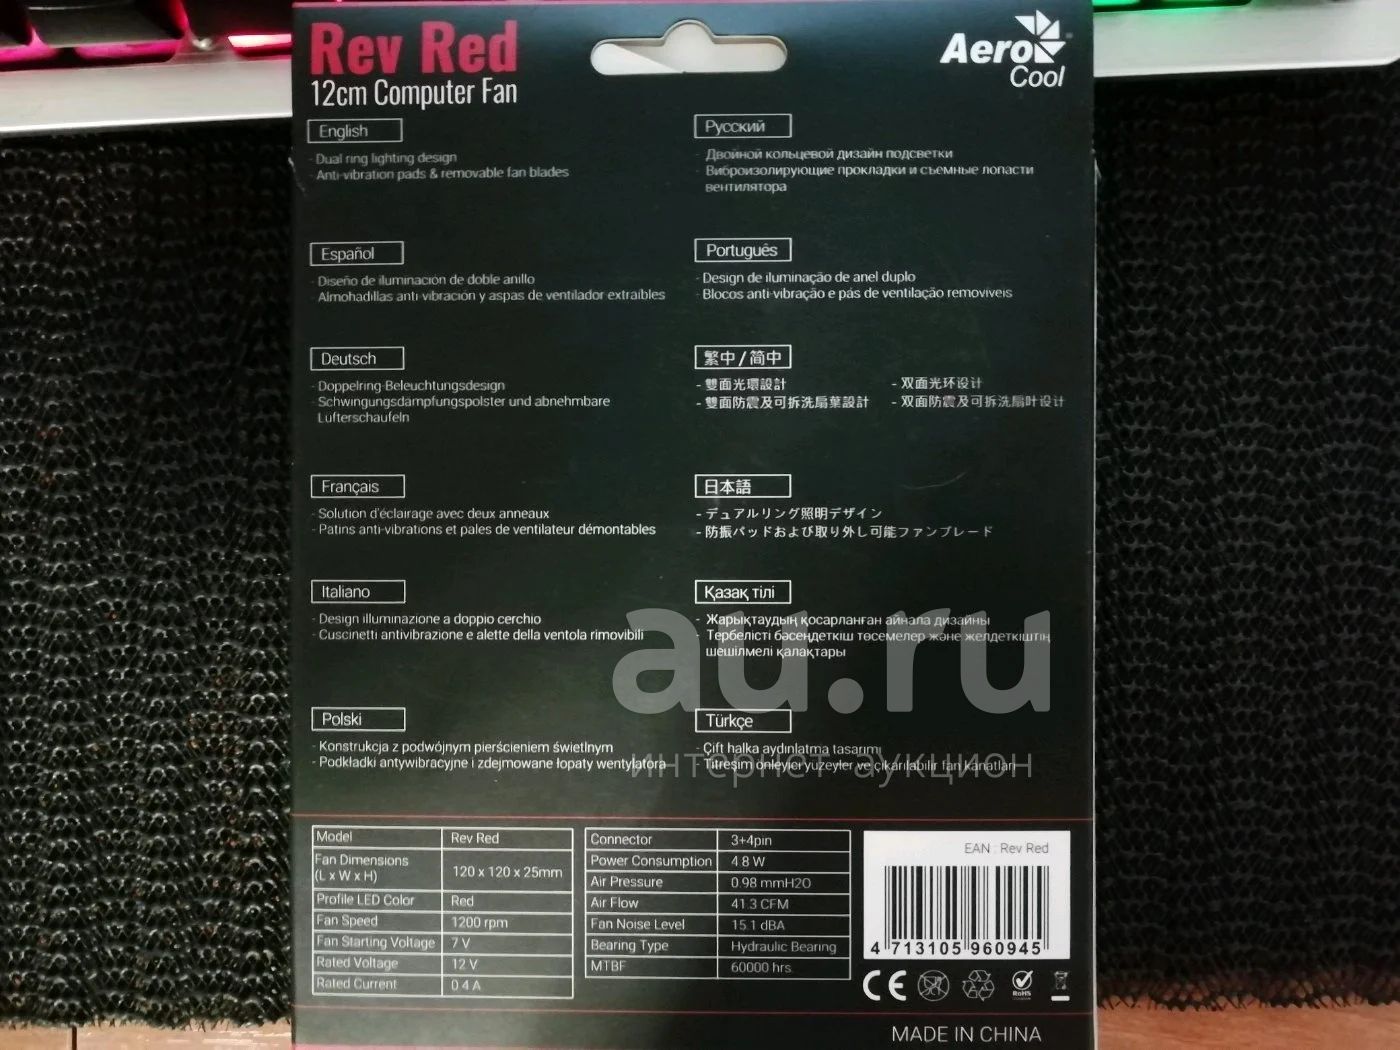 Rev Red
12cm Computer Fan
Aero
Cool
English
- Dual ring lighting design
- Anti-vibration pads & removable fan blades
Русский
- Двойной кольцевой дизайн подсветки
- Виброизолирующие прокладки и съемные лопасти
вентилятора
Español
- Diseño de iluminación de doble anillo
- Almohadillas anti-vibración y aspas de ventilador extraíbles
Português
- Design de iluminação de anel duplo
- Blocos anti-vibração e pás de ventilação removíveis
Deutsch
- Doppelring-Beleuchtungsdesign
- Schwingungsdämpfungspolster und abnehmbare
Lüfterschaufeln
繁中 / 简中
- 雙面光環設計
- 雙面防震及可拆洗扇葉設計
- 双面光环设计
- 双面防震及可拆洗扇叶设计
Français
- Solution d'éclairage avec deux anneaux
- Patins anti-vibrations et pales de ventilateur démontables
日本語
- デュアルリング照明デザイン
- 防振パッドおよび取り外し可能ファンブレード
Italiano
- Design illuminazione a doppio cerchio
- Cuscinetti antivibrazione e alette della ventola rimovibili
Қазақ тілі
- Жарықтаудың қосарланған айнала дизайны
- Тербелісті бәсеңдеткіш төсемелер және желдеткіштің
шешілмелі қалақтары
Polski
- Konstrukcja z podwójnym pierścieniem świetlnym
- Podkładki antywibracyjne i zdejmowane łopaty wentylatora
Türkçe
- Çift halka aydınlatma tasarımı
- Titreşim önleyici yüzeyler ve çıkarılabilir fan kanatları
au.ru
интернет-аукцион
Model Rev Red
Fan Dimensions
(L x W x H) 120 x 120 x 25mm
Profile LED Color Red
Fan Speed 1200 rpm
Fan Starting Voltage 7 V
Rated Voltage 12 V
Rated Current 0.4 A
Connector 3+4pin
Power Consumption 4.8 W
Air Pressure 0.98 mmH2O
Air Flow 41.3 CFM
Fan Noise Level 15.1 dBA
Bearing Type Hydraulic Bearing
MTBF 60000 hrs.
EAN : Rev Red
4 713105 960945
CE
RoHS
MADE IN CHINA